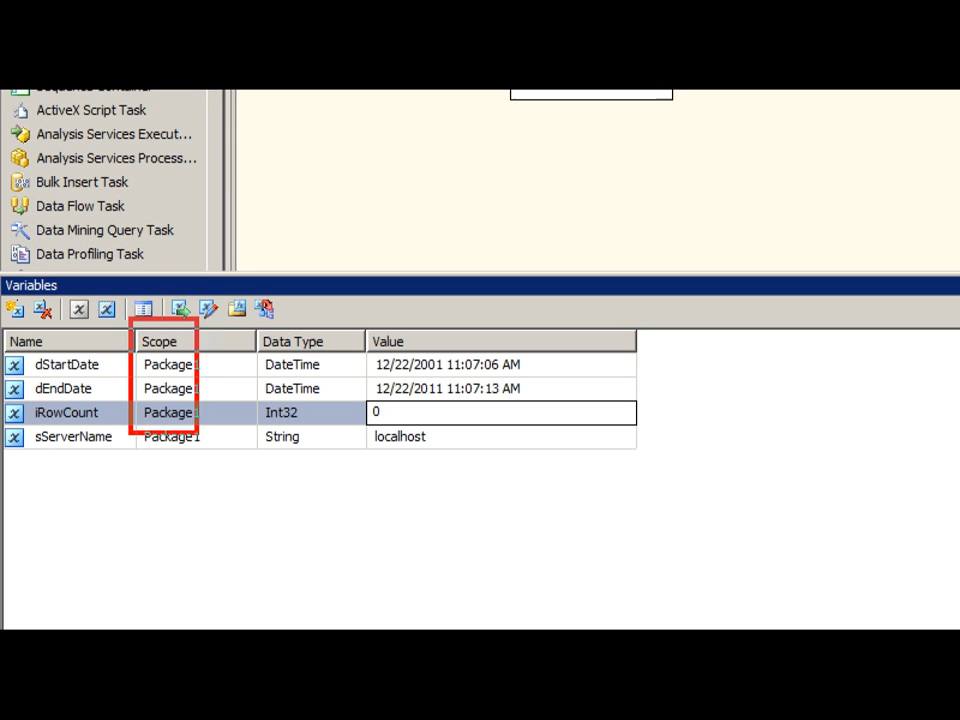 Sequence Container
ActiveX Script Task
Analysis Services Execut...
Analysis Services Process...
Bulk Insert Task
Data Flow Task
Data Mining Query Task
Data Profiling Task
Variables
Name Scope Data Type Value
dStartDate Package1 DateTime 12/22/2001 11:07:06 AM
dEndDate Package1 DateTime 12/22/2011 11:07:13 AM
iRowCount Package1 Int32 0
sServerName Package1 String localhost